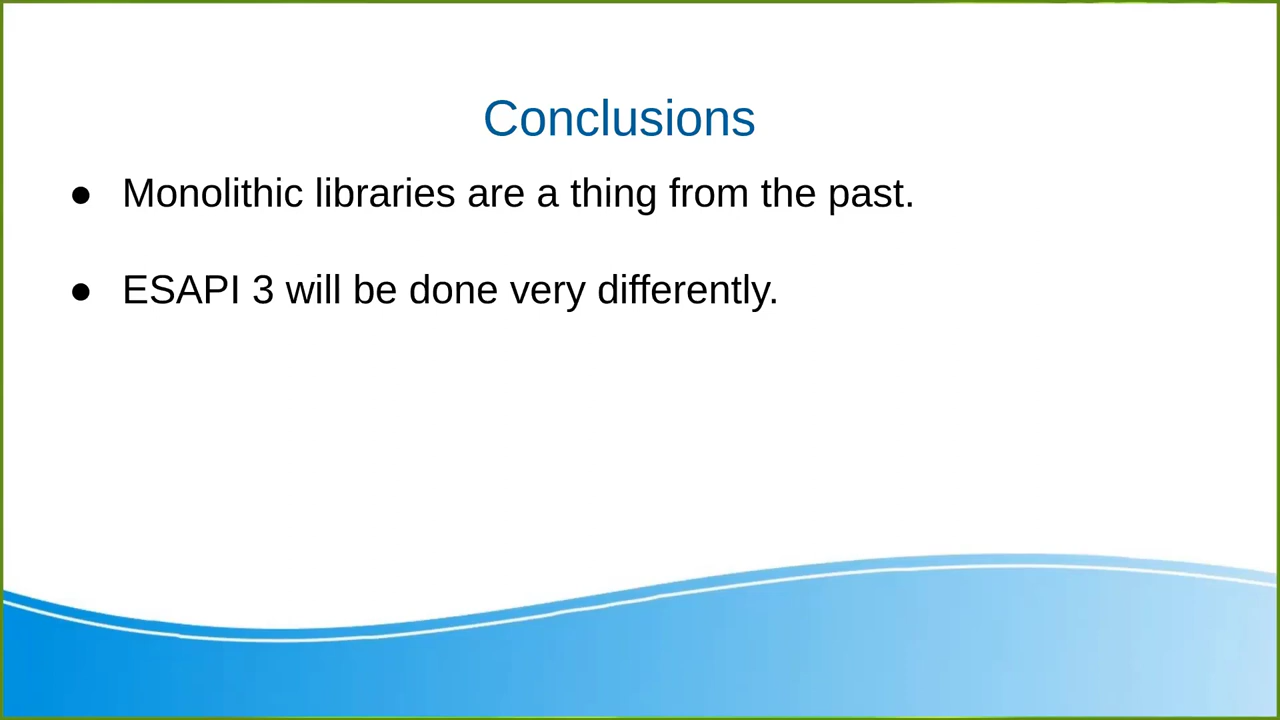 Conclusions
● Monolithic libraries are a thing from the past.
● ESAPI 3 will be done very differently.